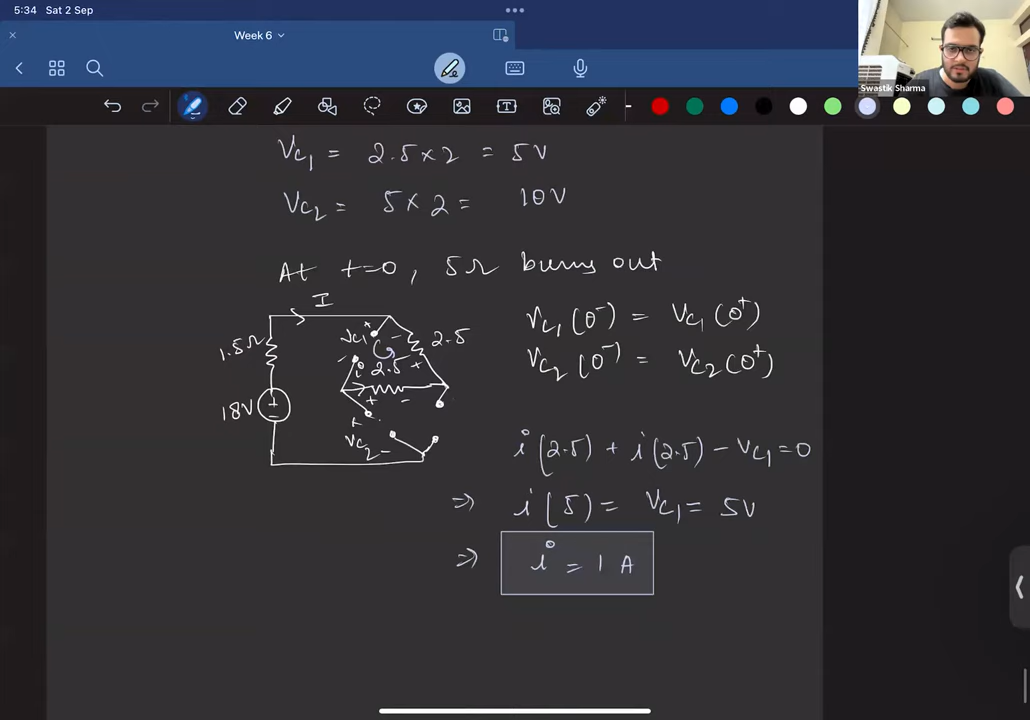 5:34 Sat 2 Sep
Week 6
Swastik Sharma
VC1 = 2.5 × 2 = 5V
VC2 = 5 × 2 = 10V
At t=0, 5Ω burns out
I
1.5Ω
18V
VC1
+
-
2.5
-
i
2.5
+
+
-
+
VC2
-
VC1(0⁻) = VC1(0⁺)
VC2(0⁻) = VC2(0⁺)
i(2.5) + i(2.5) - VC1 = 0
⇒ i(5) = VC1 = 5V
⇒ i = 1 A